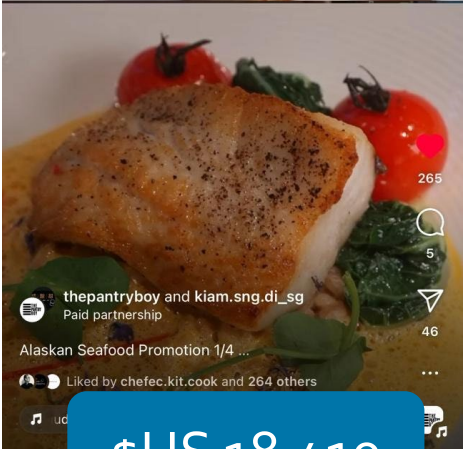 265
5
thepantryboy and kiam.sng.di_sg
Paid partnership
46
Alaskan Seafood Promotion 1/4 ...
Liked by chefec.kit.cook and 264 others